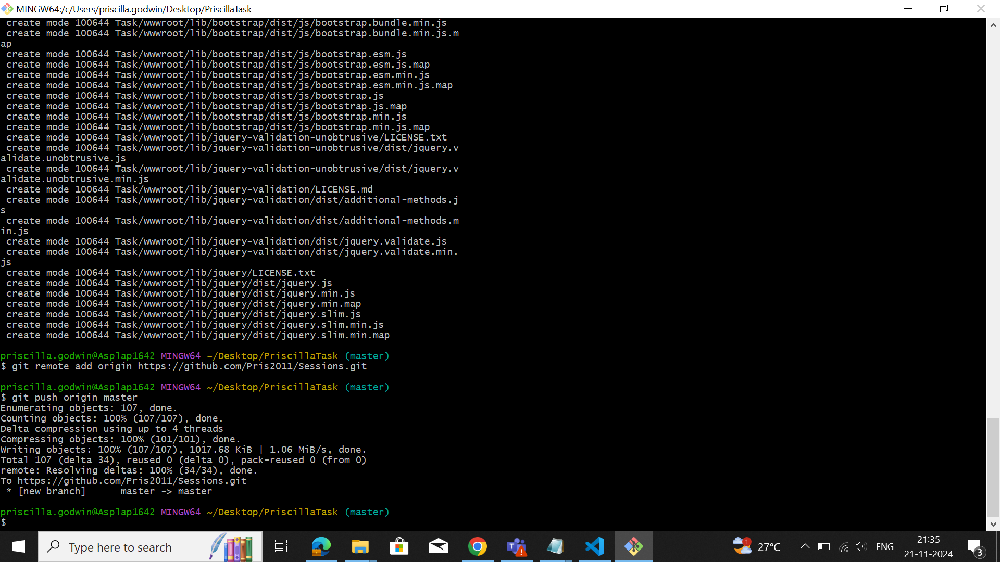 MINGW64:/c/Users/priscilla.godwin/Desktop/PriscillaTask
create mode 100644 Task/wwwroot/lib/bootstrap/dist/js/bootstrap.bundle.min.js
create mode 100644 Task/wwwroot/lib/bootstrap/dist/js/bootstrap.bundle.min.js.m
ap
create mode 100644 Task/wwwroot/lib/bootstrap/dist/js/bootstrap.esm.js
create mode 100644 Task/wwwroot/lib/bootstrap/dist/js/bootstrap.esm.js.map
create mode 100644 Task/wwwroot/lib/bootstrap/dist/js/bootstrap.esm.min.js
create mode 100644 Task/wwwroot/lib/bootstrap/dist/js/bootstrap.esm.min.js.map
create mode 100644 Task/wwwroot/lib/bootstrap/dist/js/bootstrap.js
create mode 100644 Task/wwwroot/lib/bootstrap/dist/js/bootstrap.js.map
create mode 100644 Task/wwwroot/lib/bootstrap/dist/js/bootstrap.min.js
create mode 100644 Task/wwwroot/lib/bootstrap/dist/js/bootstrap.min.js.map
create mode 100644 Task/wwwroot/lib/jquery-validation-unobtrusive/LICENSE.txt
create mode 100644 Task/wwwroot/lib/jquery-validation-unobtrusive/dist/jquery.v
alidate.unobtrusive.js
create mode 100644 Task/wwwroot/lib/jquery-validation-unobtrusive/dist/jquery.v
alidate.unobtrusive.min.js
create mode 100644 Task/wwwroot/lib/jquery-validation/LICENSE.md
create mode 100644 Task/wwwroot/lib/jquery-validation/dist/additional-methods.j
s
create mode 100644 Task/wwwroot/lib/jquery-validation/dist/additional-methods.m
in.js
create mode 100644 Task/wwwroot/lib/jquery-validation/dist/jquery.validate.js
create mode 100644 Task/wwwroot/lib/jquery-validation/dist/jquery.validate.min.
js
create mode 100644 Task/wwwroot/lib/jquery/LICENSE.txt
create mode 100644 Task/wwwroot/lib/jquery/dist/jquery.js
create mode 100644 Task/wwwroot/lib/jquery/dist/jquery.min.js
create mode 100644 Task/wwwroot/lib/jquery/dist/jquery.min.map
create mode 100644 Task/wwwroot/lib/jquery/dist/jquery.slim.js
create mode 100644 Task/wwwroot/lib/jquery/dist/jquery.slim.min.js
create mode 100644 Task/wwwroot/lib/jquery/dist/jquery.slim.min.map
priscilla.godwin@Asplap1642 MINGW64 ~/Desktop/PriscillaTask (master)
$ git remote add origin https://github.com/Pris2011/Sessions.git
priscilla.godwin@Asplap1642 MINGW64 ~/Desktop/PriscillaTask (master)
$ git push origin master
Enumerating objects: 107, done.
Counting objects: 100% (107/107), done.
Delta compression using up to 4 threads
Compressing objects: 100% (101/101), done.
Writing objects: 100% (107/107), 1017.68 KiB | 1.06 MiB/s, done.
Total 107 (delta 34), reused 0 (delta 0), pack-reused 0 (from 0)
remote: Resolving deltas: 100% (34/34), done.
To https://github.com/Pris2011/Sessions.git
* [new branch]      master -> master
priscilla.godwin@Asplap1642 MINGW64 ~/Desktop/PriscillaTask (master)
$
Type here to search
1
27°C
ENG
21:35
21-11-2024
3